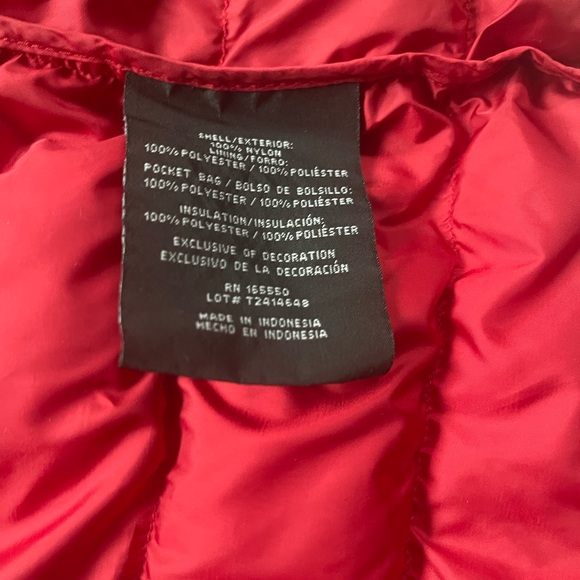 SHELL/EXTERIOR:
100% NYLON
LINING/FORRO:
100% POLYESTER / 100% POLIÉSTER
POCKET BAG / BOLSO DE BOLSILLO:
100% POLYESTER / 100% POLIÉSTER
INSULATION/INSULACIÓN:
100% POLYESTER / 100% POLIÉSTER
EXCLUSIVE OF DECORATION
EXCLUSIVO DE LA DECORACIÓN
RN 165550
LOT# T2414648
MADE IN INDONESIA
HECHO EN INDONESIA